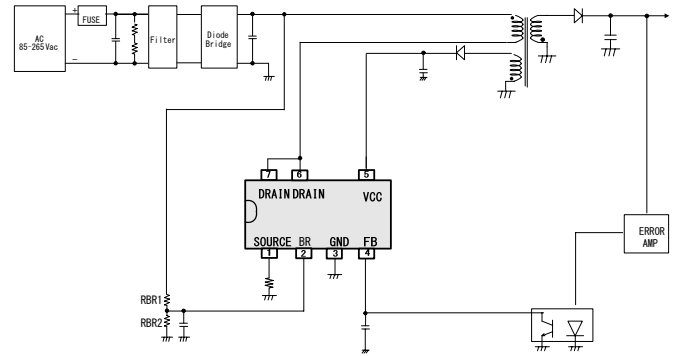 AC
85-265Vac
+
−
FUSE
Filter
Diode
Bridge
7
6
5
DRAIN DRAIN
VCC
SOURCE BR GND FB
1
2
3
4
RBR1
RBR2
ERROR
AMP